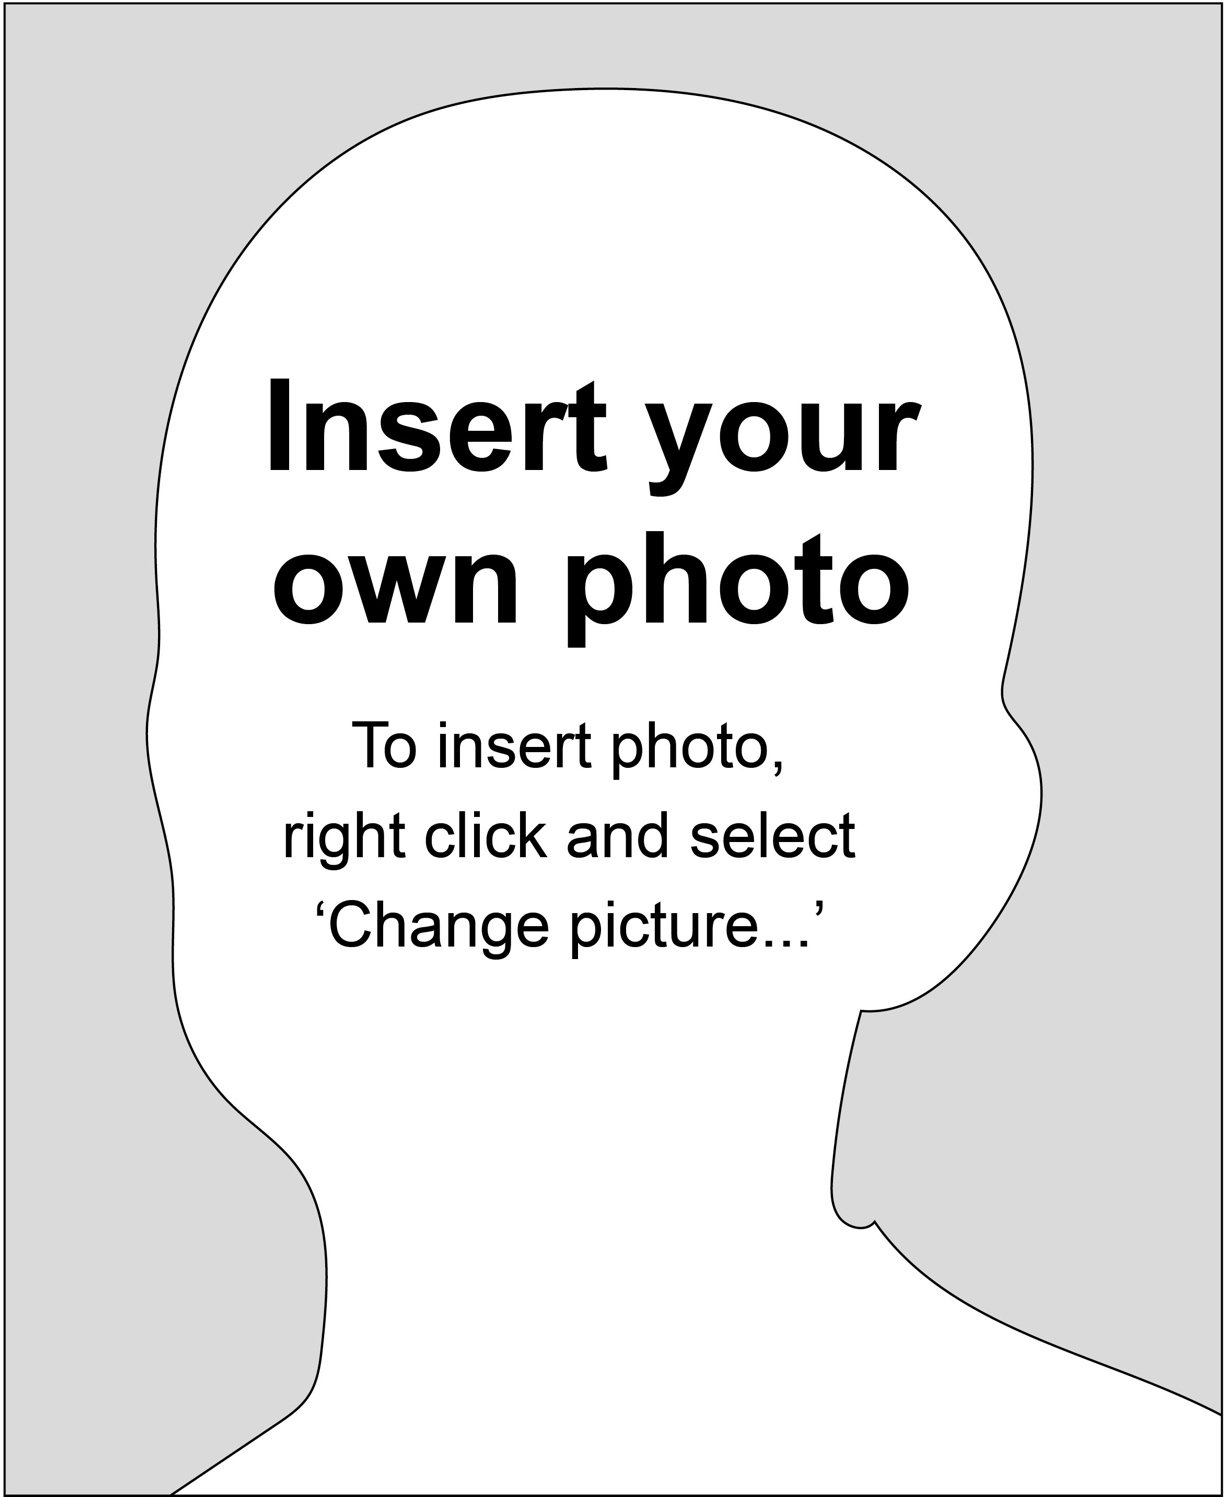 Insert your
own photo
To insert photo,
right click and select
‘Change picture...’